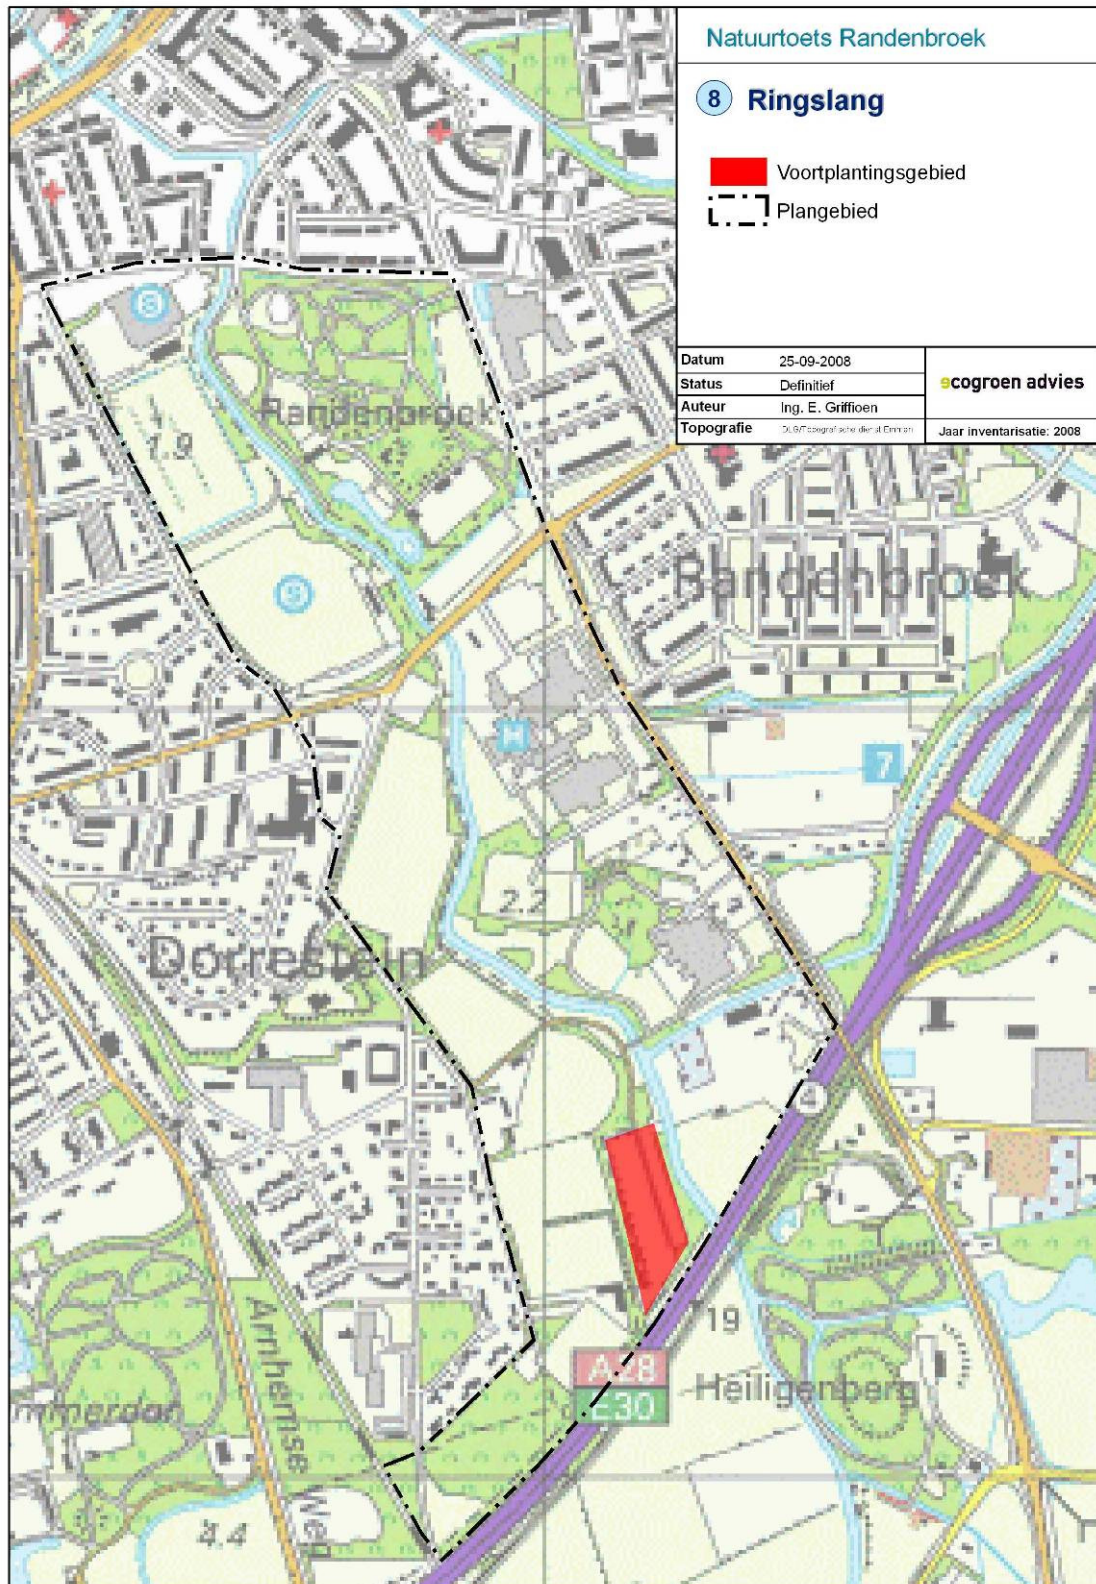 Natuurtoets Randenbroek
8 Ringslang
Voortplantingsgebied
Plangebied
Datum 25-09-2008
Status Definitief
Auteur Ing. E. Griffioen
Topografie
ecogroen advies
Jaar inventarisatie: 2008
Randenbroek
1.9
Randenbroek
H
7
2.2
Dorrestein
4
19
A28
E30
Heiligenberg
Arnhemse
Weg
4.4